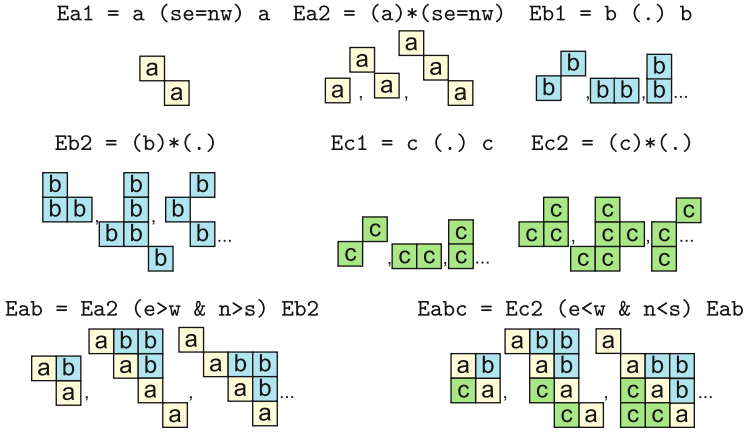 Ea1 = a (se=nw) a
Ea2 = (a)*(se=nw)
Eb1 = b (.) b
a
a
a , a a , a a a
b b , b b , b b ...
Eb2 = (b)*(.)
Ec1 = c (.) c
Ec2 = (c)*(.)
b b b , b b b b , b b b b ...
c c , c c , c c ...
c c c , c c c c c , c c c ...
Eab = Ea2 (e>w & n>s) Eb2
Eabc = Ec2 (e<w & n<s) Eab
a b
a ,
a b b
a b
a
a ,
a
a b b
a b
a ...
a b
c a ,
a b b
a b
c a
c a ,
a
a b b
c a b
c c a ...